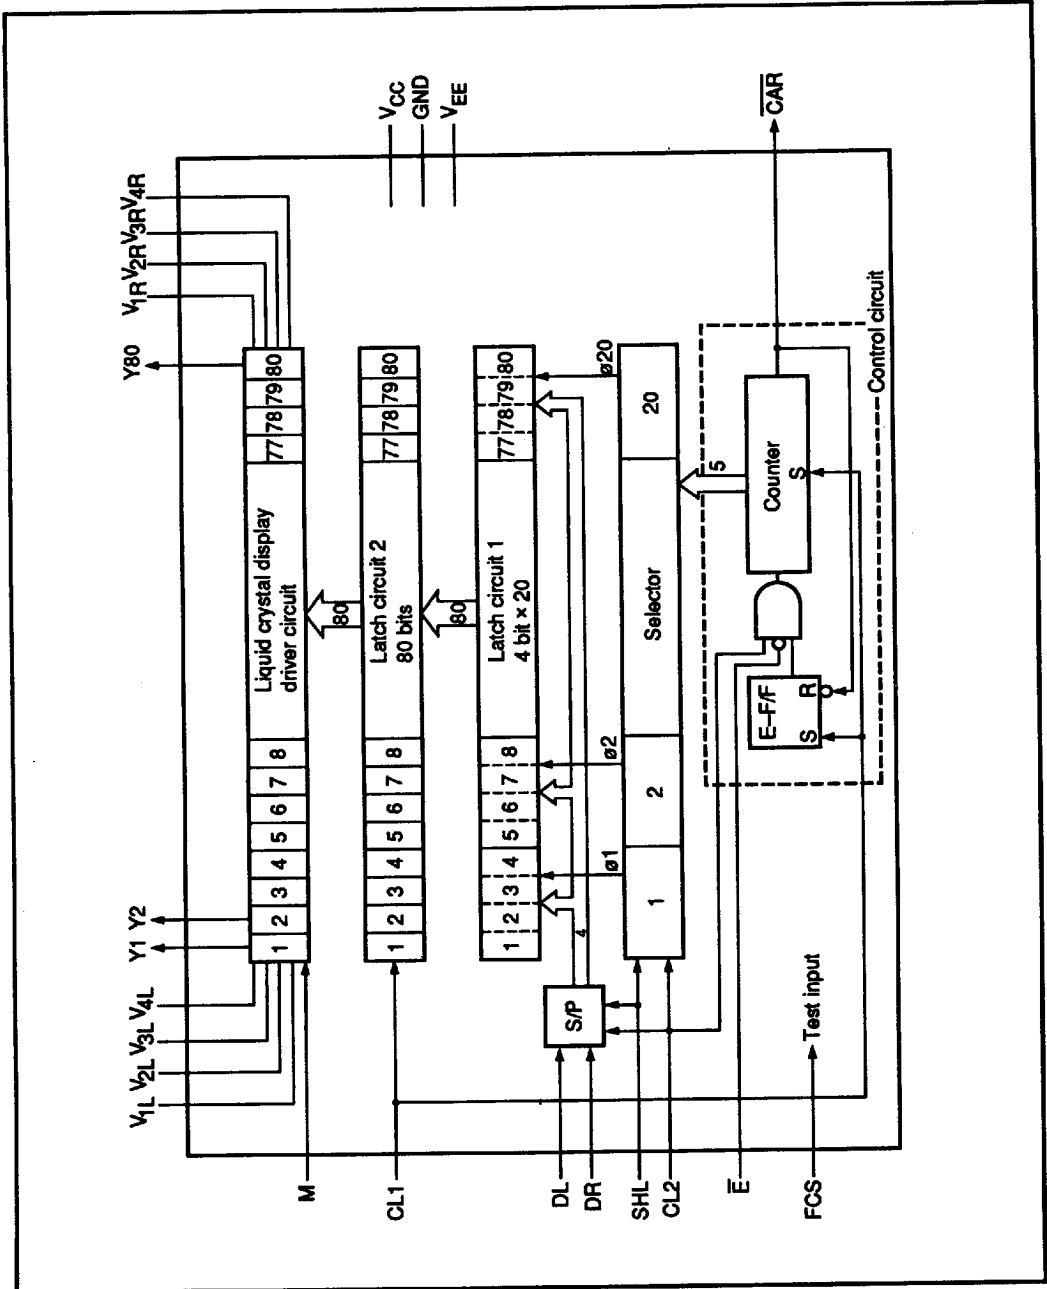 V1L V2L V3L V4L
Y1 Y2
Y80
V1R V2R V3R V4R
VCC
GND
VEE
M
1 2 3 4 5 6 7 8
Liquid crystal display
driver circuit
77 78 79 80
80
CL1
1 2 3 4 5 6 7 8
Latch circuit 2
80 bits
77 78 79 80
80
1 2 3 4 5 6 7 8
Latch circuit 1
4 bit × 20
77 78 79 80
DL
DR
S/P
4
ø1
ø2
ø20
SHL
CL2
1
2
Selector
20
5
E
E–F/F
S
R
Counter
S
CAR
Control circuit
FCS
Test input